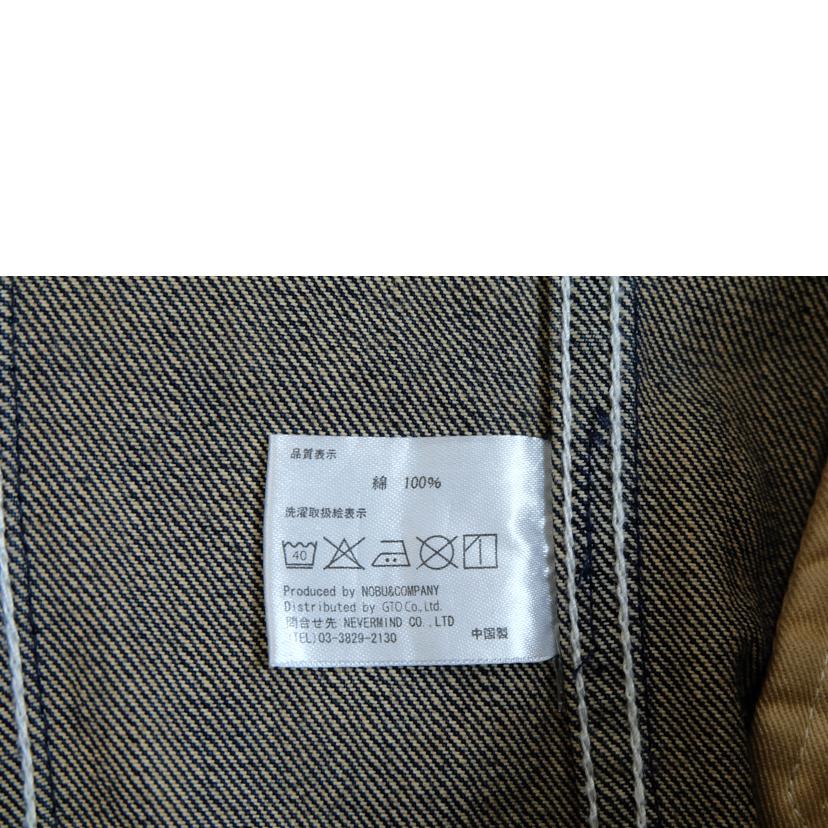 品質表示
綿 100%
洗濯取扱絵表示
40
Produced by NOBU&COMPANY
Distributed by GTO Co,. Ltd.
問合せ先 NEVERMIND CO.,LTD
(TEL)03-3829-2130 中国製